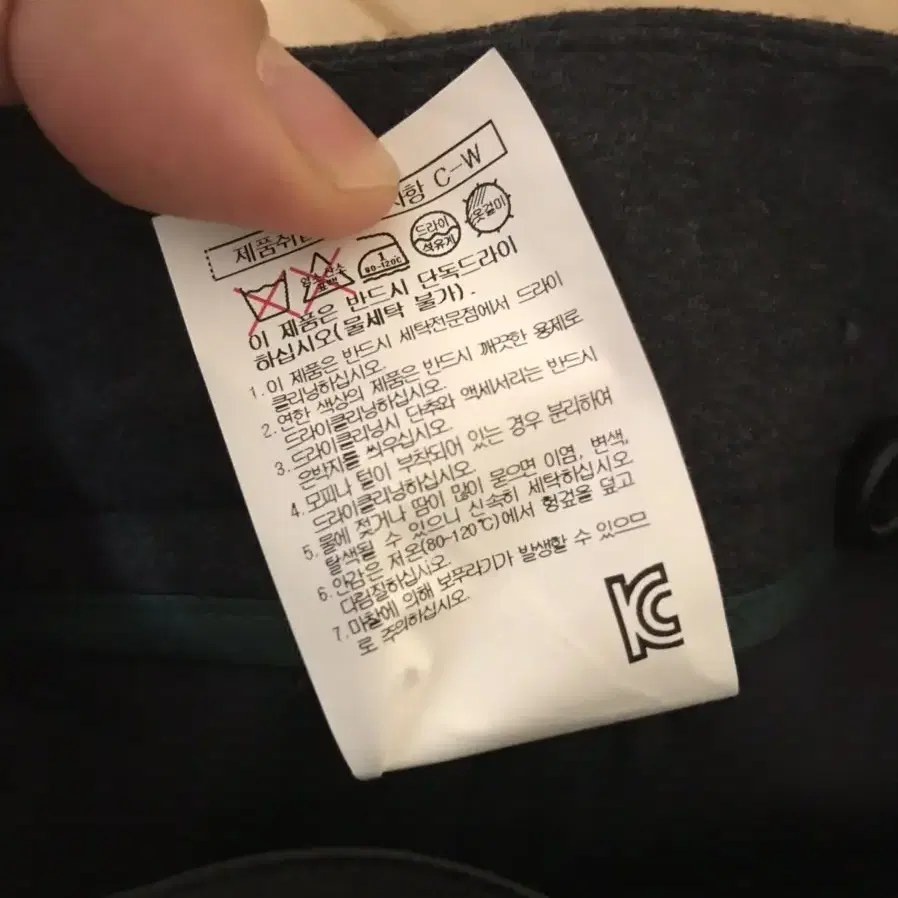 제품취 사항 C-W
염소 산소 표백
1 80-120℃
드라이 석유계
옷걸이
이 제품은 반드시 단독드라이
하십시오(물세탁 불가).
1. 이 제품은 반드시 세탁전문점에서 드라이
클리닝하십시오.
2. 연한 색상의 제품은 반드시 깨끗한 용제로
드라이클리닝하십시오.
3. 드라이클리닝시 단추와 액세서리는 반드시
은박지를 씌우십시오.
4. 모피나 털이 부착되어 있는 경우 분리하여
드라이클리닝하십시오.
5. 물에 젖거나 땀이 많이 묻으면 이염, 변색,
탈색될 수 있으니 신속히 세탁하십시오.
6. 안감은 저온(80-120℃)에서 헝겊을 덮고
다림질하십시오.
7. 마찰에 의해 보푸라기가 발생할 수 있으므
로 주의하십시오.
KC